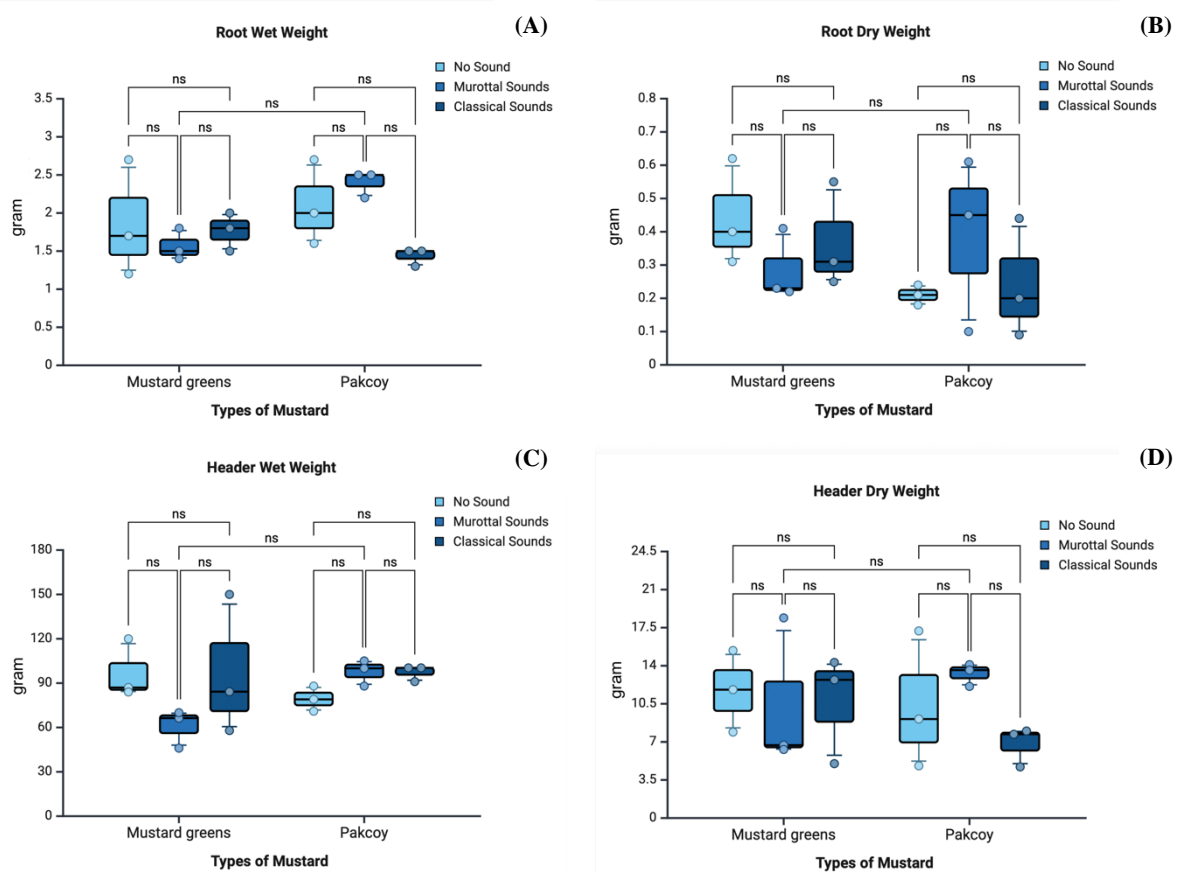 (A)
Root Wet Weight
No Sound
Murottal Sounds
Classical Sounds
ns
ns
ns
ns ns
ns ns
3.5
3
2.5
2
1.5
1
0.5
0
gram
Mustard greens
Pakcoy
Types of Mustard
(B)
Root Dry Weight
No Sound
Murottal Sounds
Classical Sounds
ns
ns
ns
ns ns
ns ns
0.8
0.7
0.6
0.5
0.4
0.3
0.2
0.1
0
gram
Mustard greens
Pakcoy
Types of Mustard
(C)
Header Wet Weight
No Sound
Murottal Sounds
Classical Sounds
ns
ns
ns
ns ns
ns ns
180
150
120
90
60
30
0
gram
Mustard greens
Pakcoy
Types of Mustard
(D)
Header Dry Weight
No Sound
Murottal Sounds
Classical Sounds
ns
ns
ns
ns ns
ns ns
24.5
21
17.5
14
10.5
7
3.5
0
gram
Mustard greens
Pakcoy
Types of Mustard